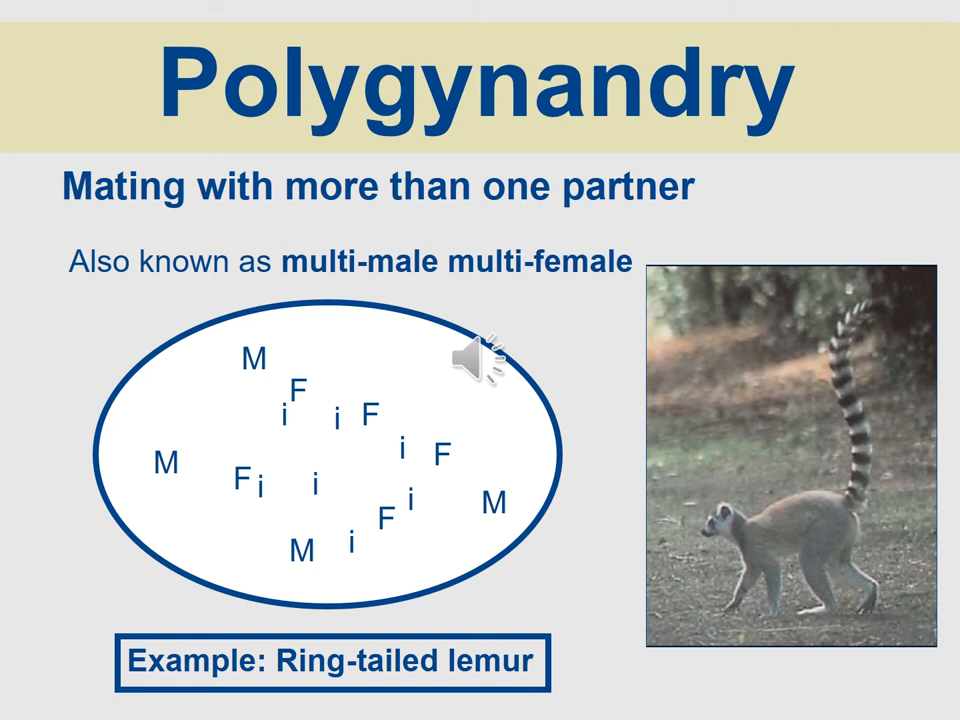 Polygynandry
Mating with more than one partner
Also known as multi-male multi-female
M
F
i i F
i F
M
F i i
i
F M
M i
Example: Ring-tailed lemur